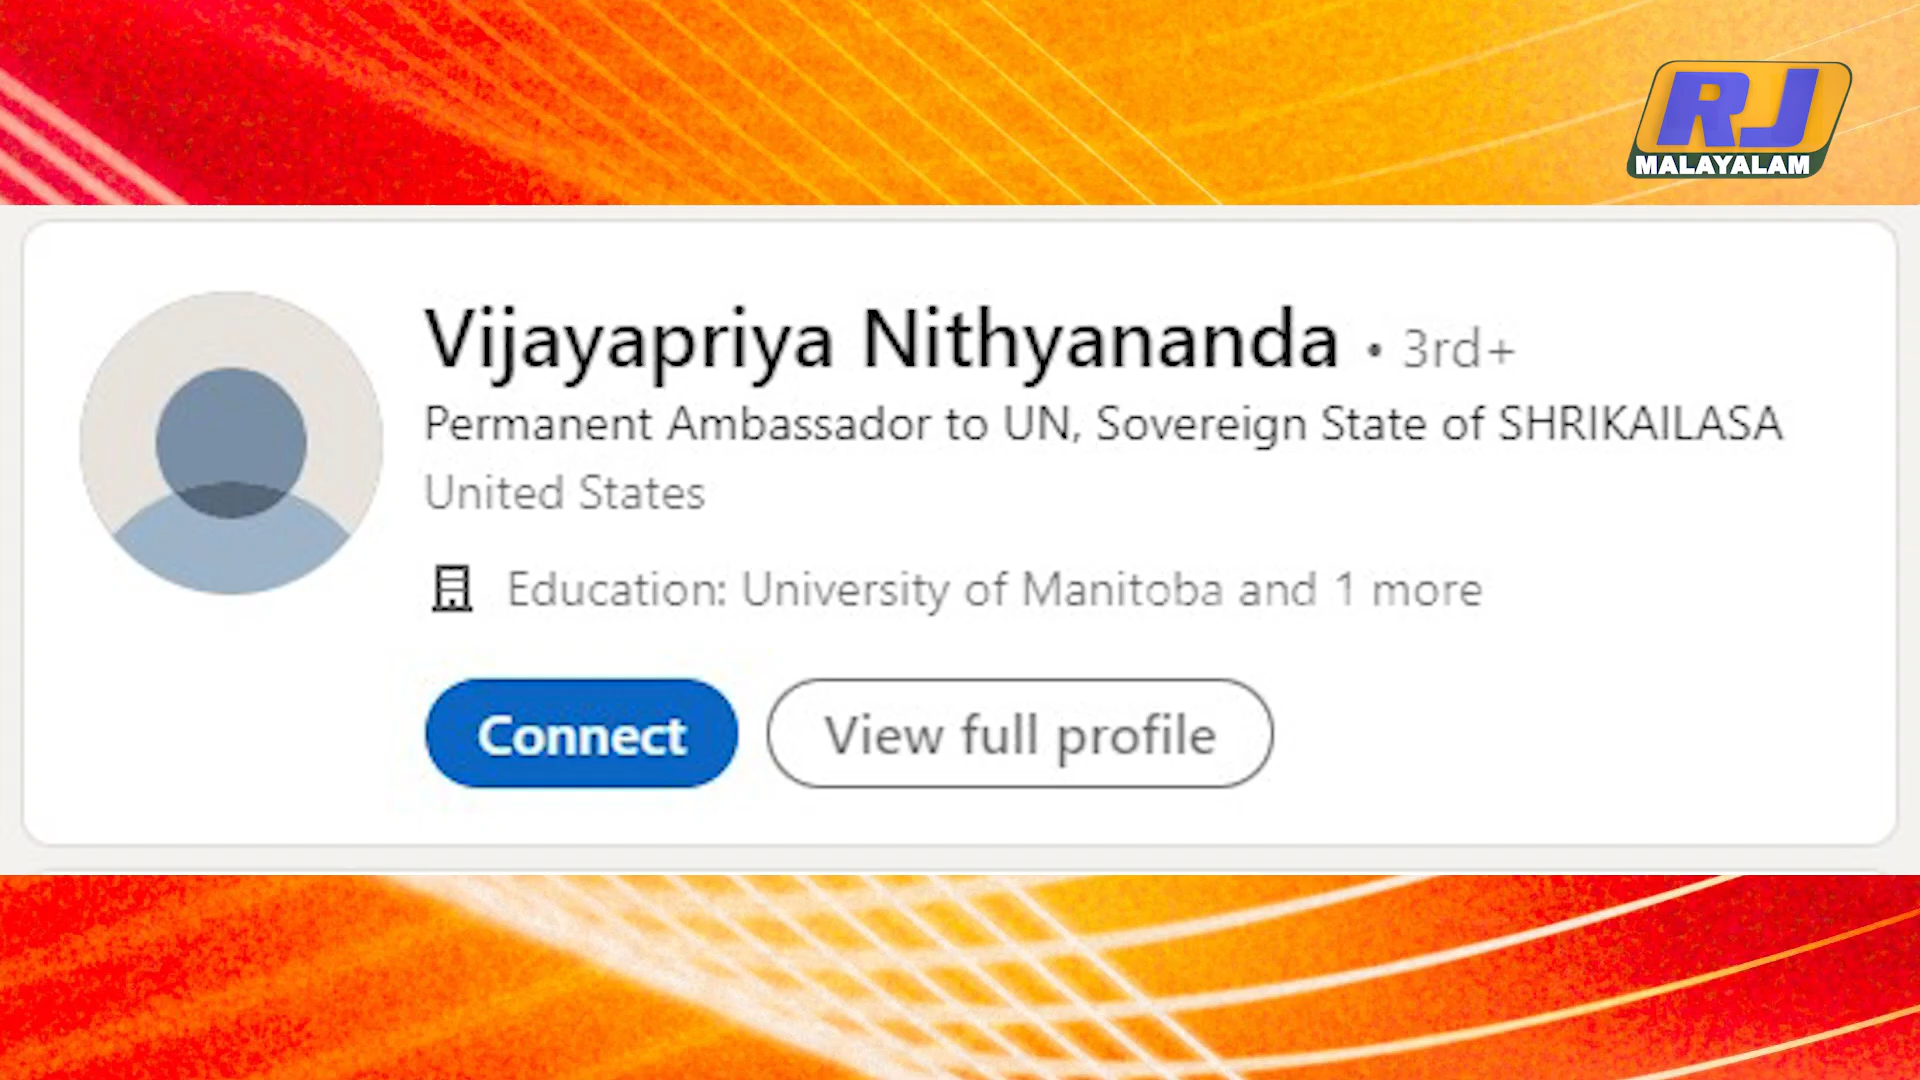 RJ
MALAYALAM
Vijayapriya Nithyananda • 3rd+
Permanent Ambassador to UN, Sovereign State of SHRIKAILASA
United States
Education: University of Manitoba and 1 more
Connect
View full profile